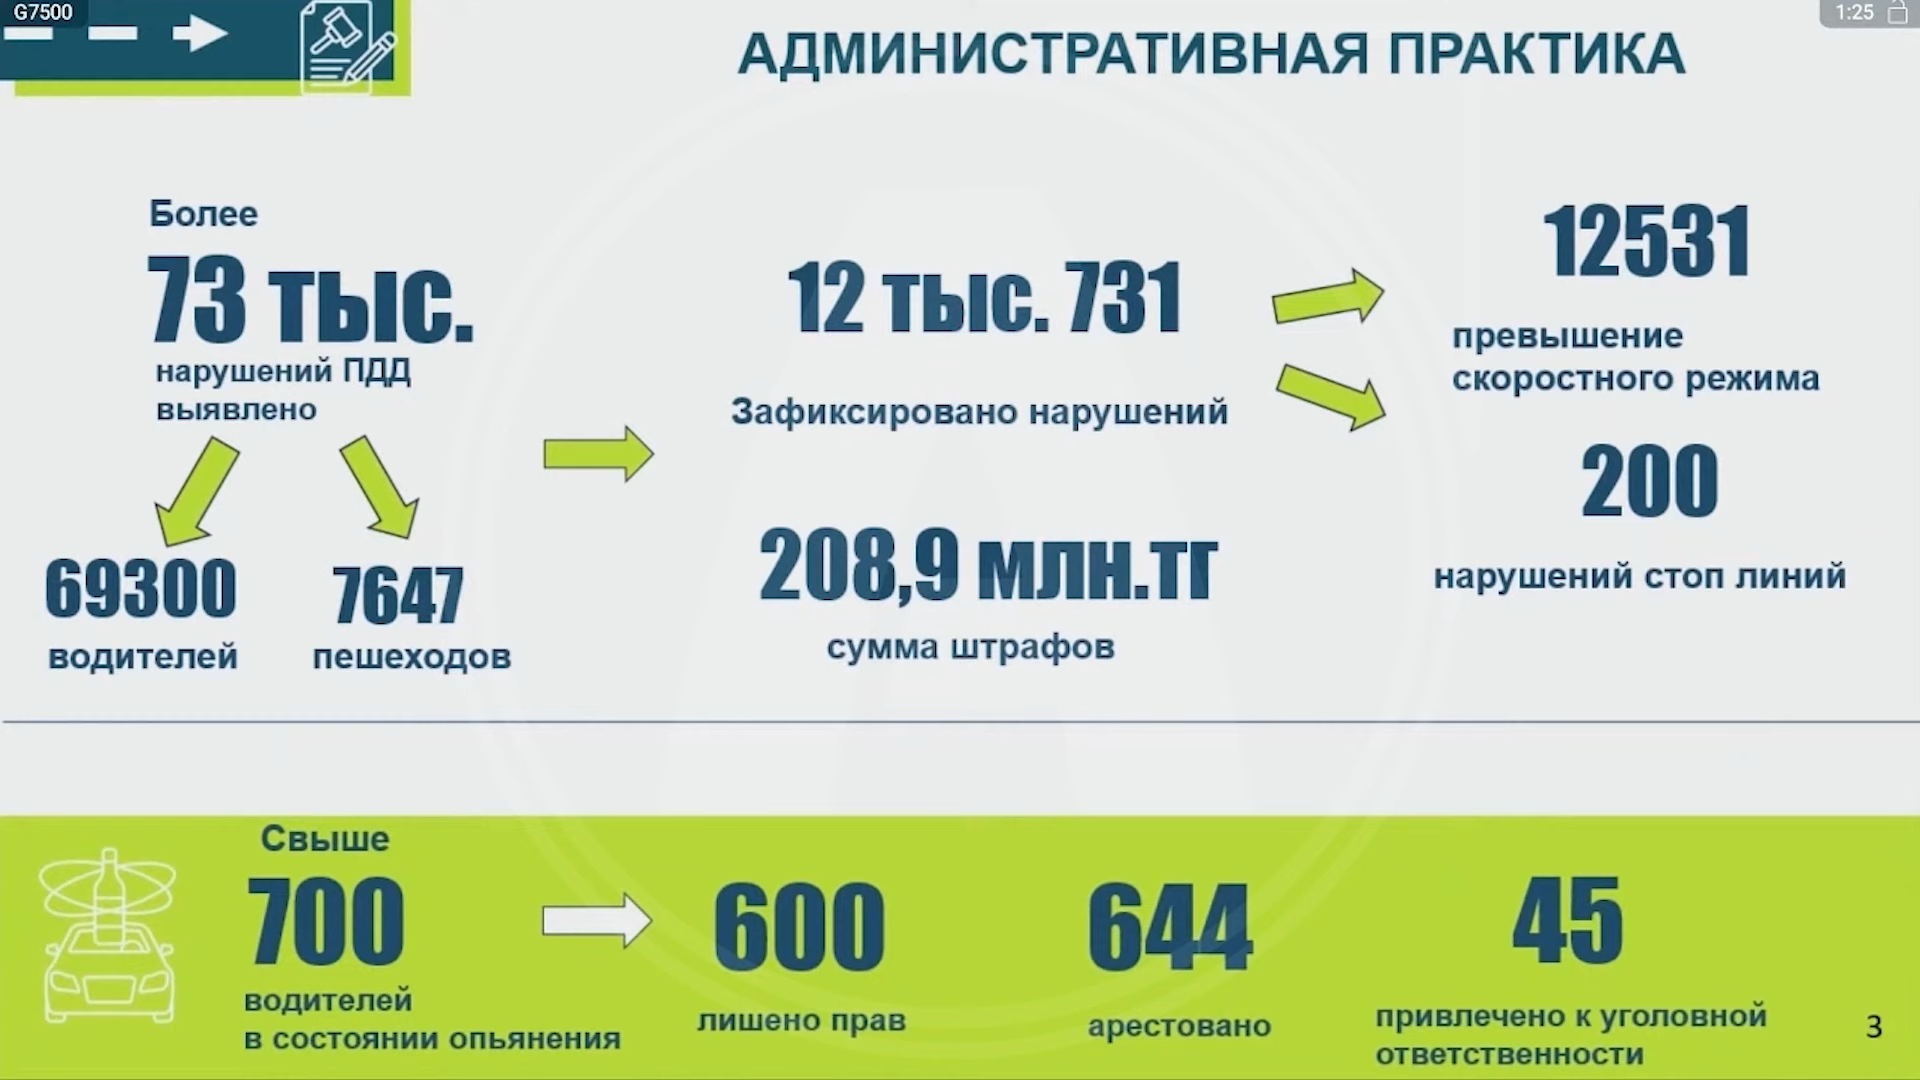 G7500
1:25
АДМИНИСТРАТИВНАЯ ПРАКТИКА
Более
73 тыс.
нарушений ПДД
выявлено
69300
водителей
7647
пешеходов
12 тыс. 731
Зафиксировано нарушений
208,9 млн.тг
сумма штрафов
12531
превышение
скоростного режима
200
нарушений стоп линий
Свыше
700
водителей
в состоянии опьянения
600
лишено прав
644
арестовано
45
привлечено к уголовной
ответственности
3